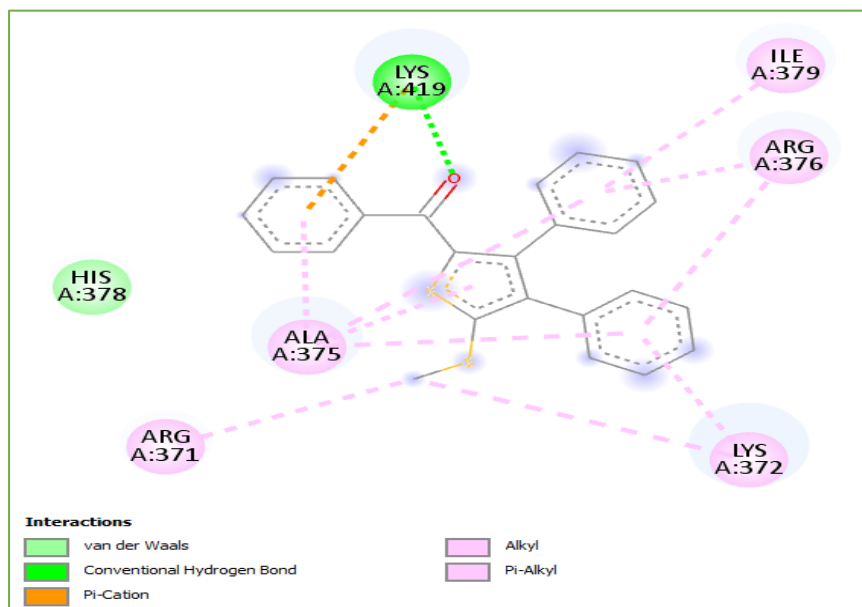 LYS
A:419
ILE
A:379
ARG
A:376
O
HIS
A:378
S
ALA
A:375
S
ARG
A:371
LYS
A:372
Interactions
van der Waals
Conventional Hydrogen Bond
Pi-Cation
Alkyl
Pi-Alkyl